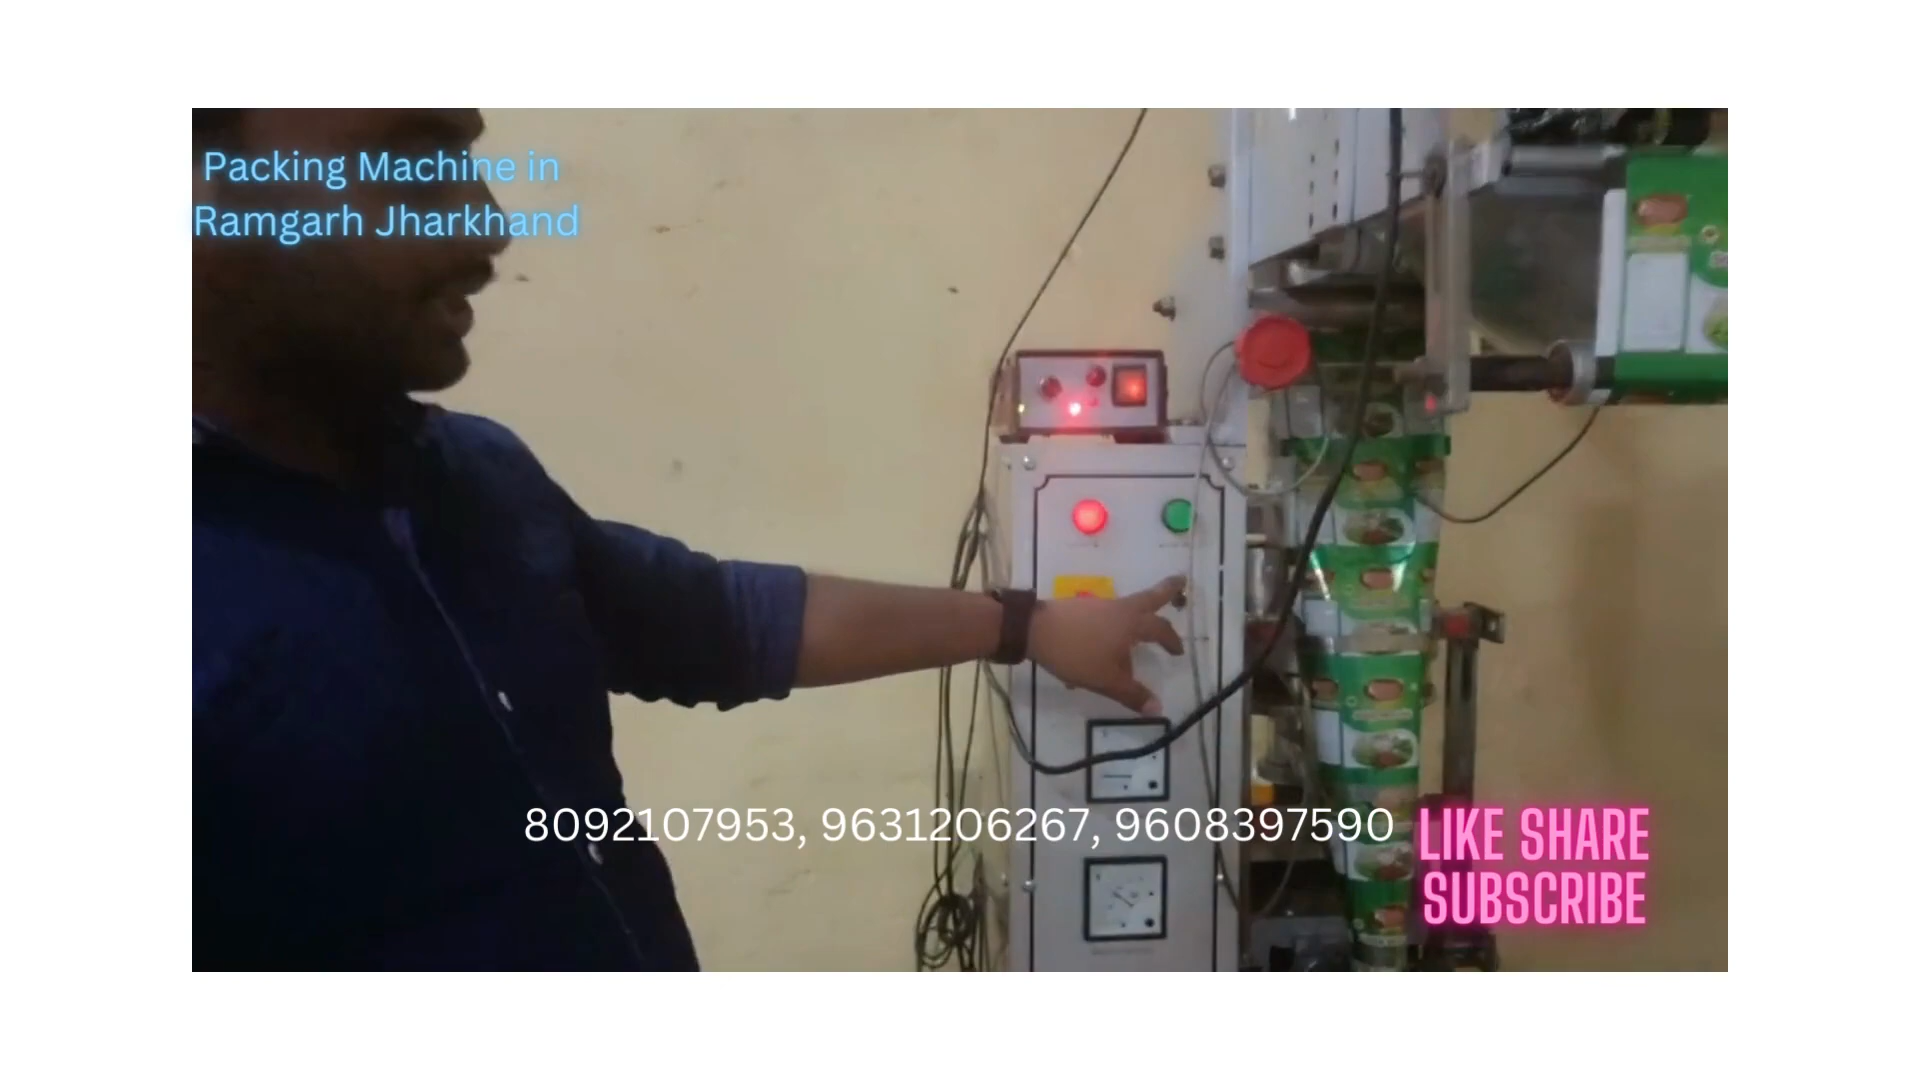 Packing Machine in
Ramgarh Jharkhand
8092107953, 9631206267, 9608397590
LIKE SHARE
SUBSCRIBE